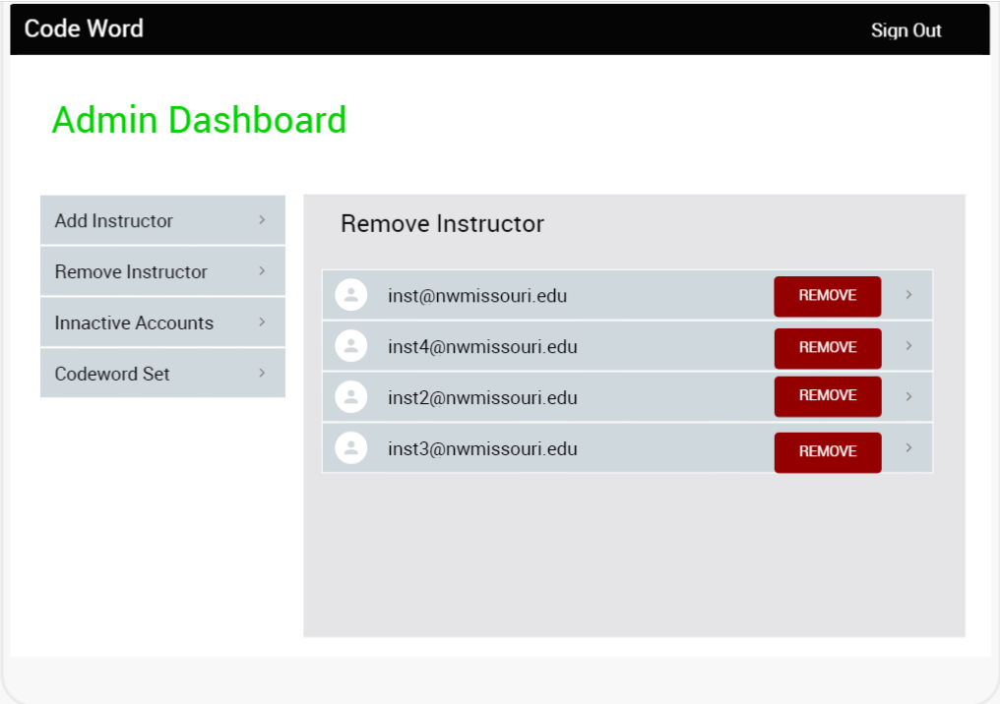 Code Word
Sign Out
Admin Dashboard
Add Instructor
Remove Instructor
Innactive Accounts
Codeword Set
Remove Instructor
inst@nwmissouri.edu REMOVE
inst4@nwmissouri.edu REMOVE
inst2@nwmissouri.edu REMOVE
inst3@nwmissouri.edu REMOVE